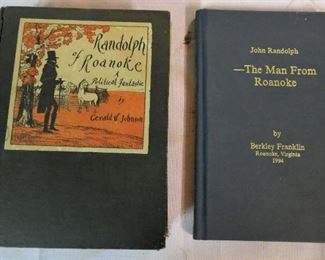 Randolph
of
Roanoke
A
Political Fantastic
by
Gerald W. Johnson
John Randolph
—The Man From
Roanoke
by
Berkley Franklin
Roanoke, Virginia
1994